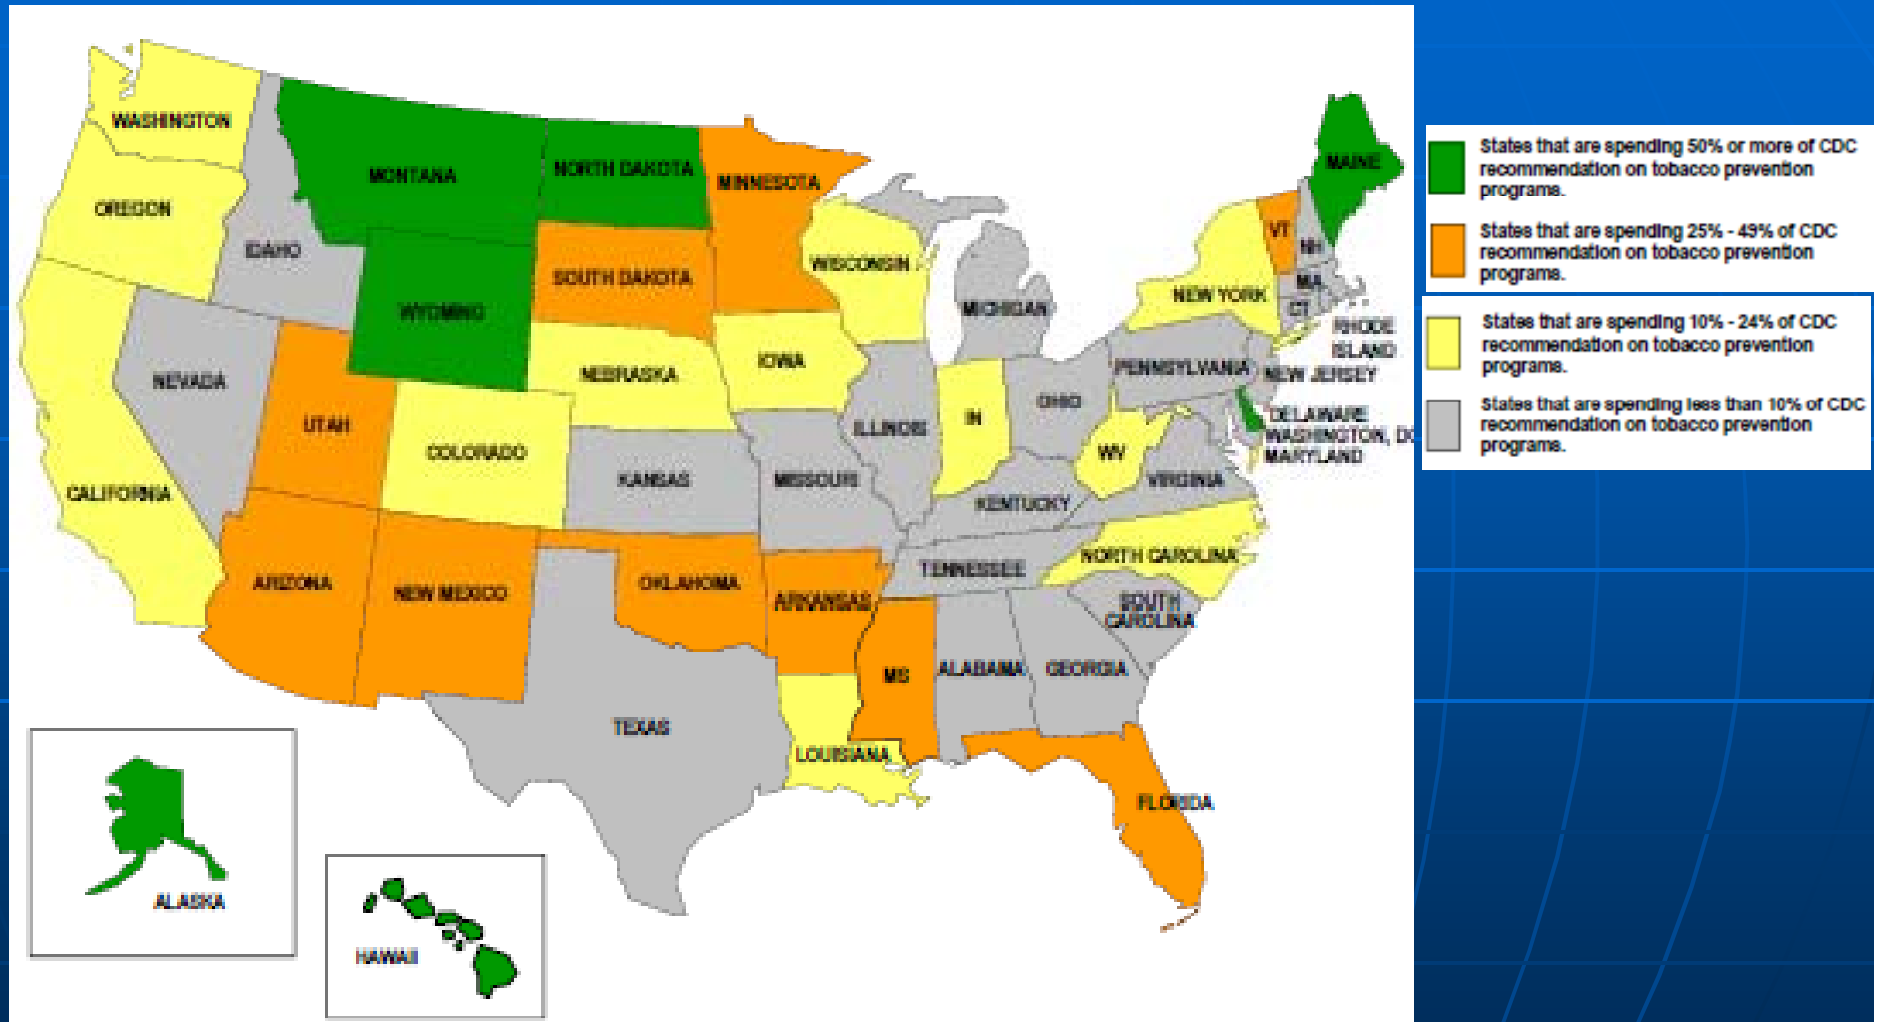 WASHINGTON
MONTANA
NORTH DAKOTA
MINNESOTA
MAINE
OREGON
IDAHO
WYOMING
SOUTH DAKOTA
WISCONSIN
MICHIGAN
NEW YORK
VT
NH
MA
CT
RHODE
ISLAND
NEVADA
UTAH
COLORADO
NEBRASKA
IOWA
ILLINOIS
IN
OHIO
PENNSYLVANIA
NEW JERSEY
DELAWARE
WASHINGTON, DC
MARYLAND
CALIFORNIA
KANSAS
MISSOURI
KENTUCKY
WV
VIRGINIA
ARIZONA
NEW MEXICO
OKLAHOMA
ARKANSAS
TENNESSEE
NORTH CAROLINA
SOUTH
CAROLINA
TEXAS
LOUISIANA
MS
ALABAMA
GEORGIA
FLORIDA
ALASKA
HAWAII
States that are spending 50% or more of CDC
recommendation on tobacco prevention
programs.
States that are spending 25% - 49% of CDC
recommendation on tobacco prevention
programs.
States that are spending 10% - 24% of CDC
recommendation on tobacco prevention
programs.
States that are spending less than 10% of CDC
recommendation on tobacco prevention
programs.